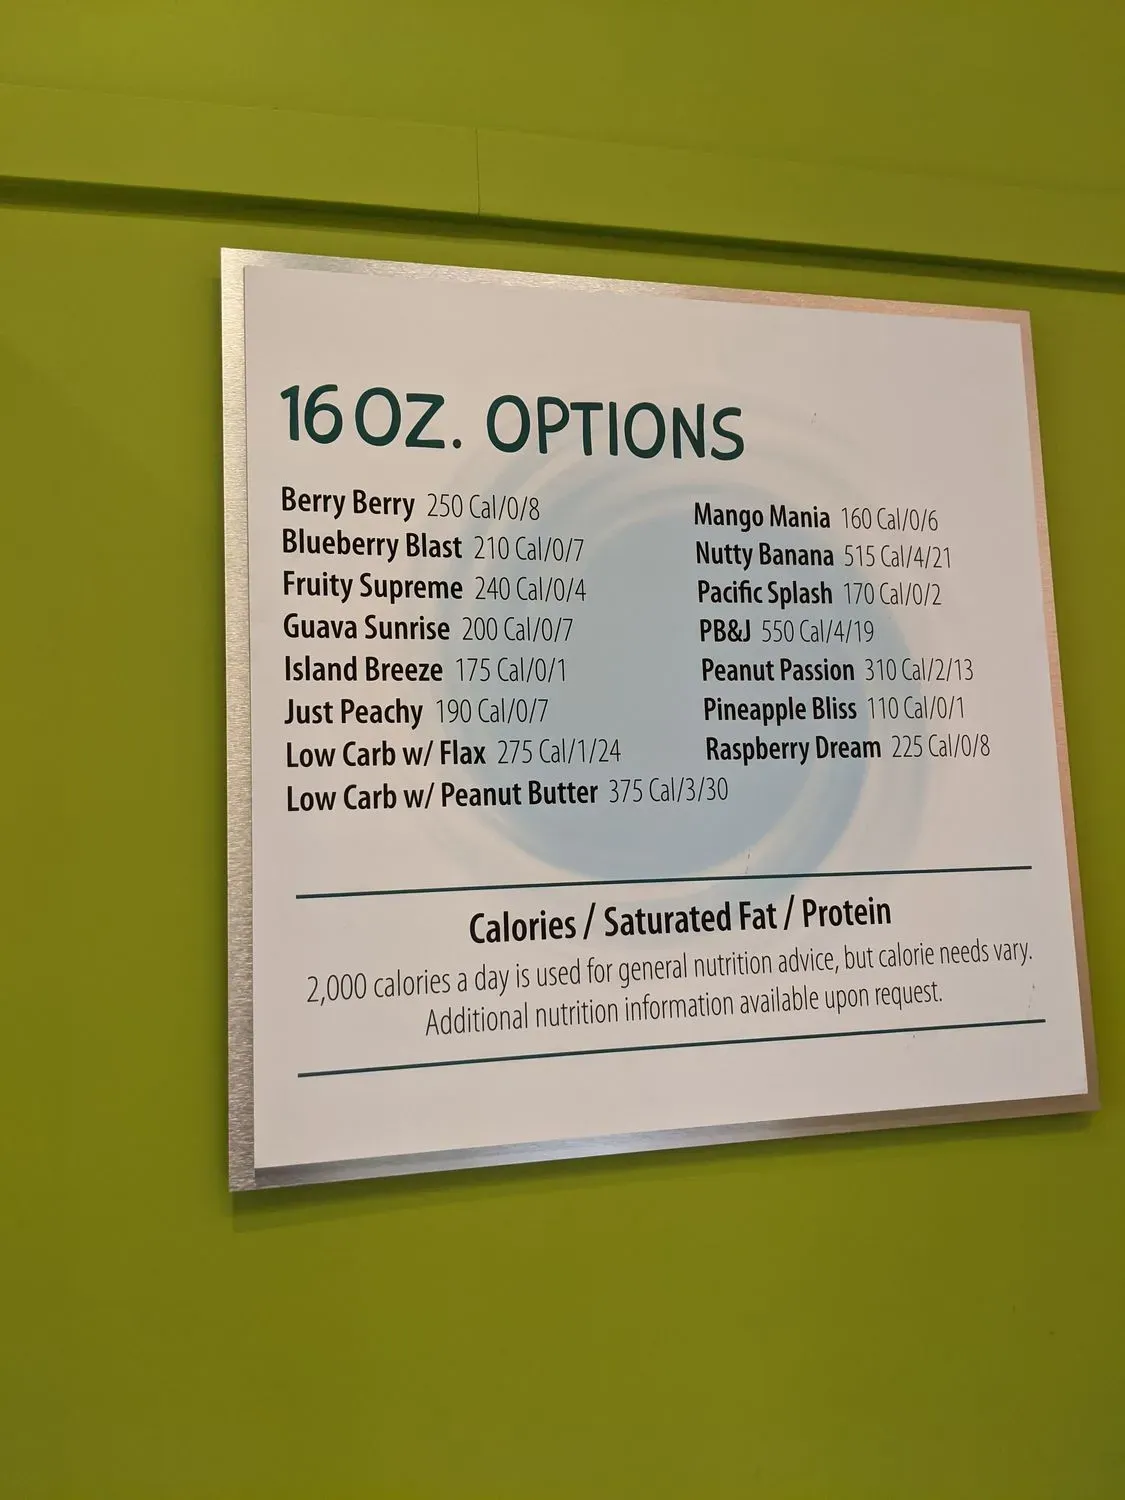 16 OZ. OPTIONS
Berry Berry 250 Cal/0/8
Blueberry Blast 210 Cal/0/7
Fruity Supreme 240 Cal/0/4
Guava Sunrise 200 Cal/0/7
Island Breeze 175 Cal/0/1
Just Peachy 190 Cal/0/7
Low Carb w/ Flax 275 Cal/1/24
Low Carb w/ Peanut Butter 375 Cal/3/30
Mango Mania 160 Cal/0/6
Nutty Banana 515 Cal/4/21
Pacific Splash 170 Cal/0/2
PB&J 550 Cal/4/19
Peanut Passion 310 Cal/2/13
Pineapple Bliss 110 Cal/0/1
Raspberry Dream 225 Cal/0/8
Calories / Saturated Fat / Protein
2,000 calories a day is used for general nutrition advice, but calorie needs vary.
Additional nutrition information available upon request.